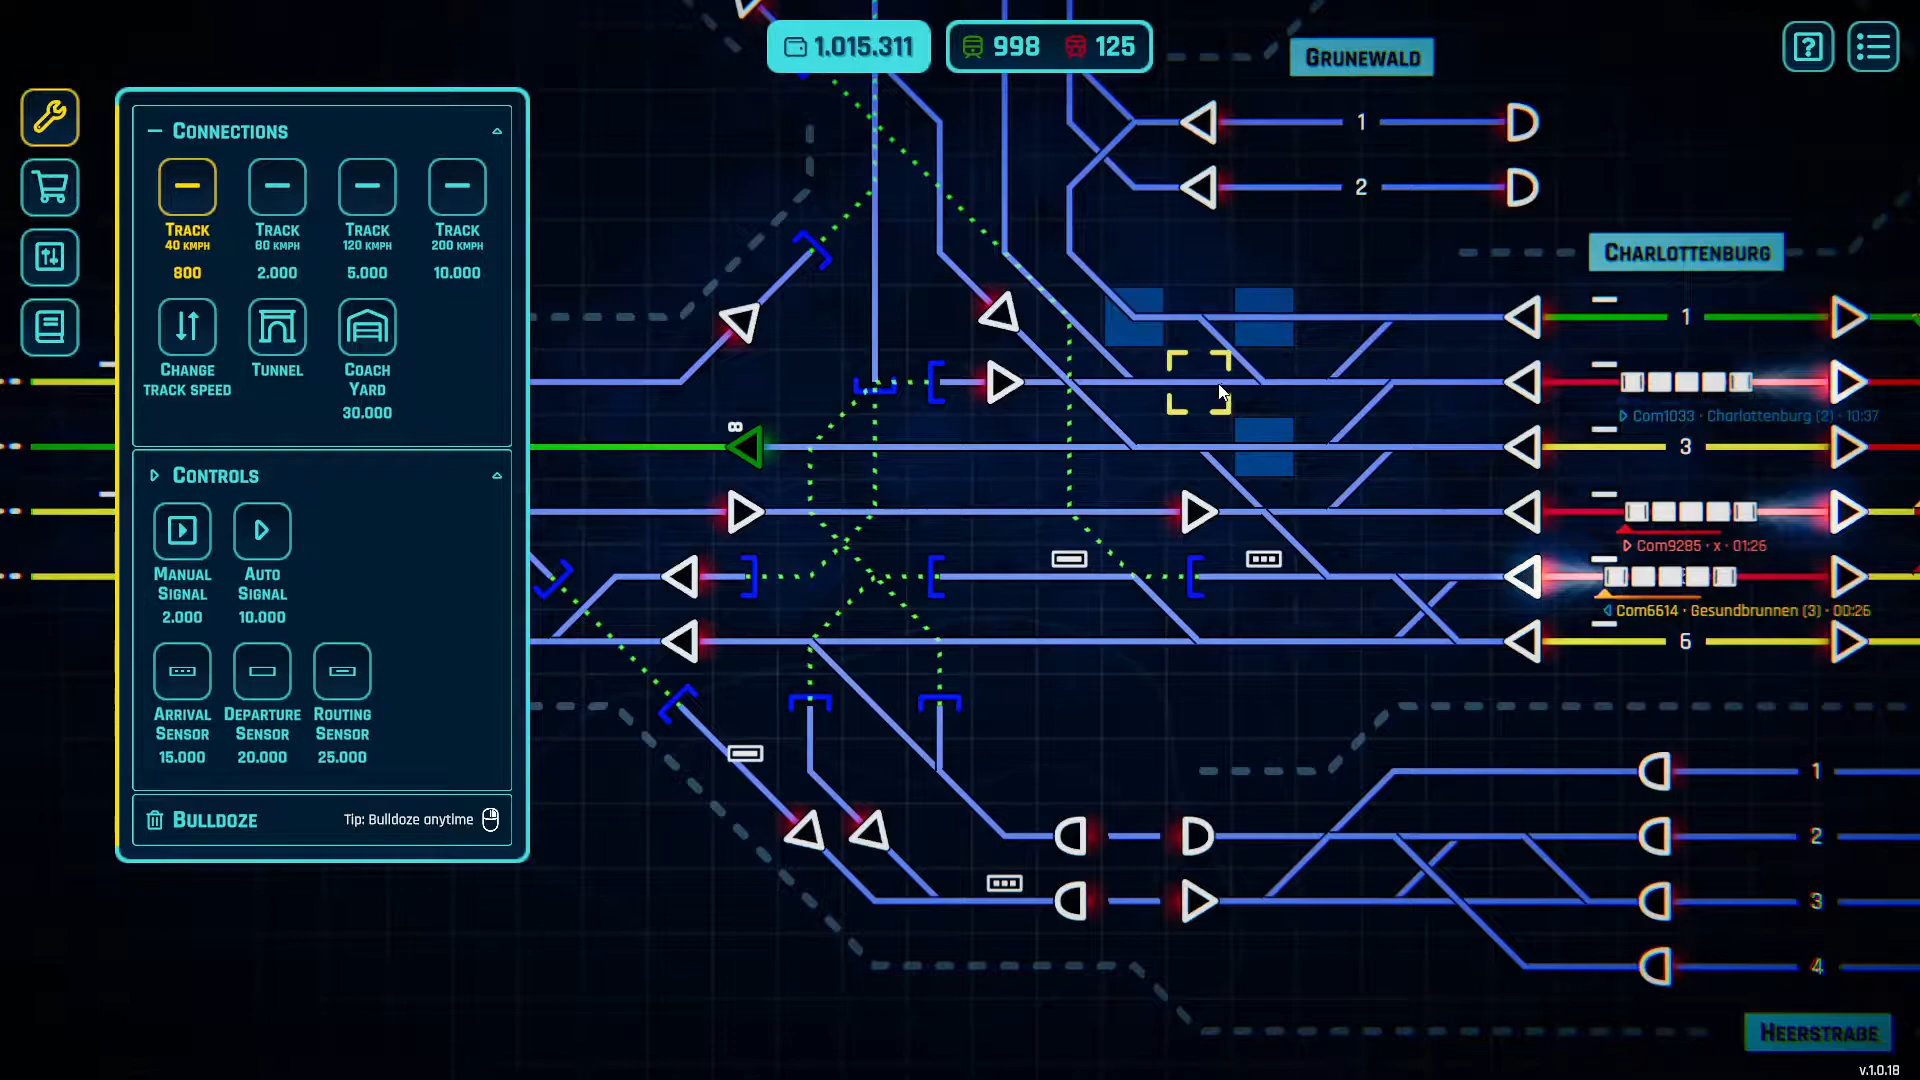 1.015.311
998
125
GRUNEWALD
CONNECTIONS
TRACK
40 KMPH
800
TRACK
80 KMPH
2.000
TRACK
120 KMPH
5.000
TRACK
200 KMPH
10.000
CHANGE
TRACK SPEED
TUNNEL
COACH
YARD
30.000
CONTROLS
MANUAL
SIGNAL
2.000
AUTO
SIGNAL
10.000
ARRIVAL
SENSOR
15.000
DEPARTURE
SENSOR
20.000
ROUTING
SENSOR
25.000
BULLDOZE
Tip: Bulldoze anytime
1
2
CHARLOTTENBURG
1
Com1033 · Charlottenburg (2) · 10:37
3
Com9285 · x · 01:26
Com6614 · Gesundbrunnen (3) · 00:26
6
8
1
2
3
4
HEERSTRAßE
v.1.0.18